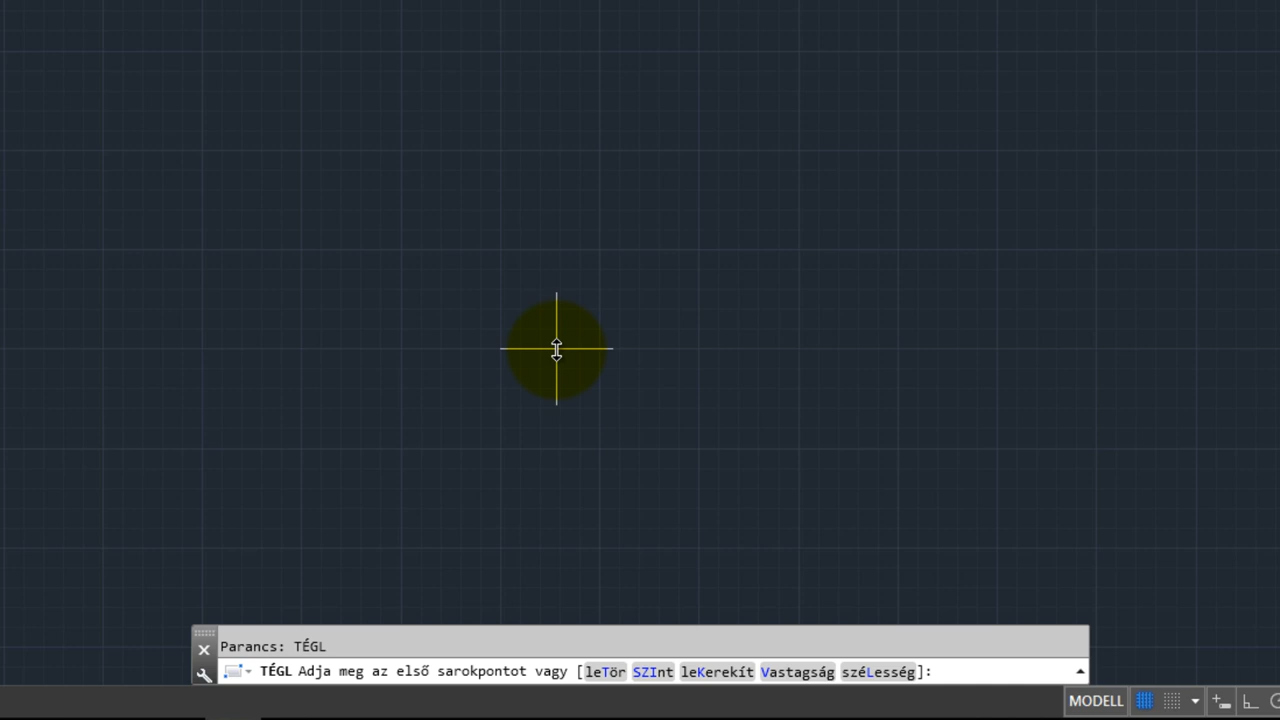 Parancs: TÉGL
TÉGL Adja meg az első sarokpontot vagy [leTör SZInt leKerekít Vastagság széLesség]:
MODELL